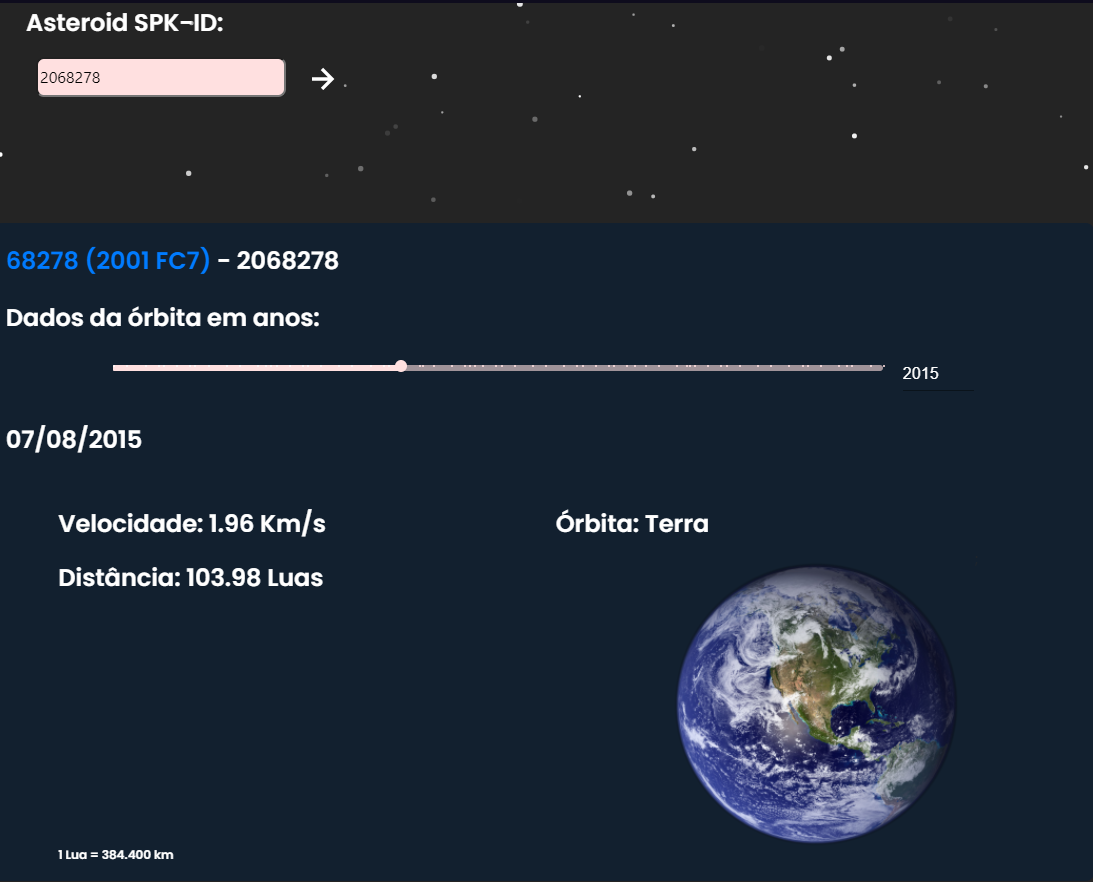 Asteroid SPK-ID:
2068278
68278 (2001 FC7) - 2068278
Dados da órbita em anos:
2015
07/08/2015
Velocidade: 1.96 Km/s
Órbita: Terra
Distância: 103.98 Luas
1 Lua = 384.400 km